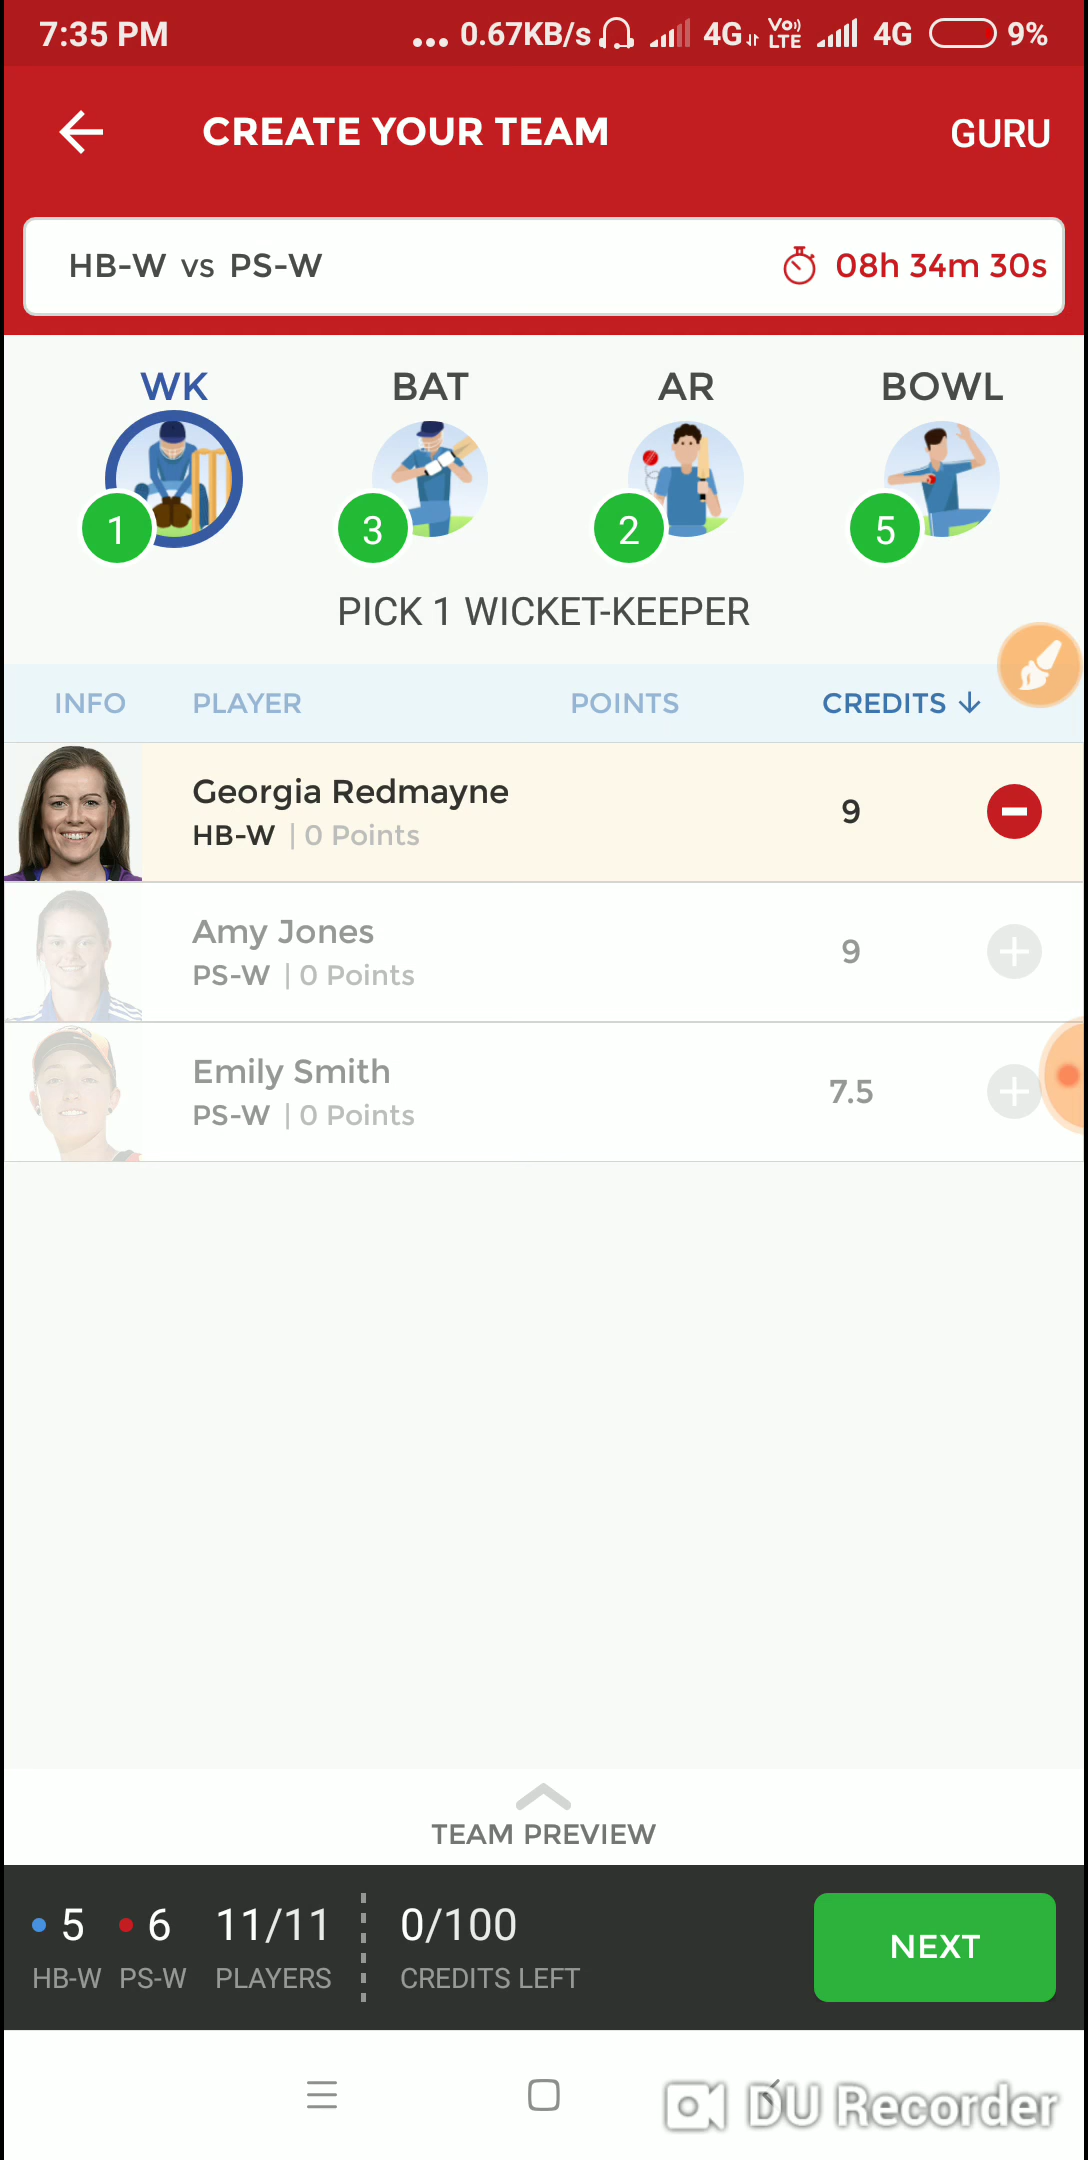 7:35 PM ... 0.67KB/s 4G VoLTE 4G 9%
CREATE YOUR TEAM GURU
HB-W vs PS-W 08h 34m 30s
WK BAT AR BOWL
1 3 2 5
PICK 1 WICKET-KEEPER
INFO PLAYER POINTS CREDITS
Georgia Redmayne
HB-W | 0 Points 9
Amy Jones
PS-W | 0 Points 9
Emily Smith
PS-W | 0 Points 7.5
TEAM PREVIEW
5 6 11/11 0/100
HB-W PS-W PLAYERS CREDITS LEFT
NEXT
DU Recorder